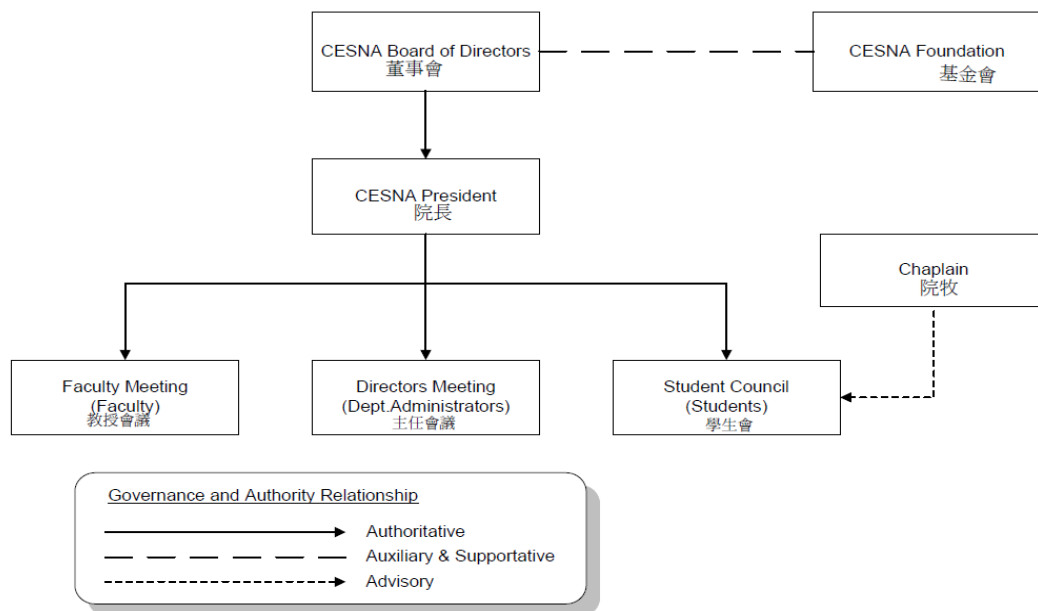 CESNA Board of Directors
董事會
CESNA Foundation
基金會
CESNA President
院長
Chaplain
院牧
Faculty Meeting
(Faculty)
教授會議
Directors Meeting
(Dept.Administrators)
主任會議
Student Council
(Students)
學生會
Governance and Authority Relationship
Authoritative
Auxiliary & Supportative
Advisory